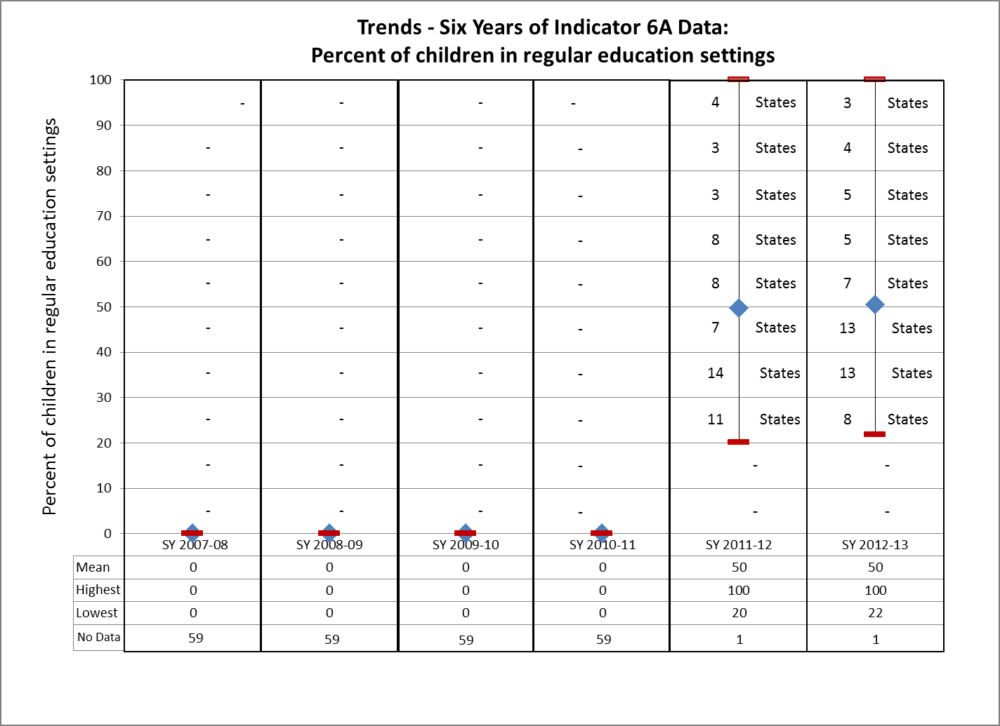 Trends - Six Years of Indicator 6A Data:
Percent of children in regular education settings
Percent of children in regular education settings
100
- - - - 4 States 3 States
90
- - - - 3 States 4 States
80
- - - - 3 States 5 States
70
- - - - 8 States 5 States
60
- - - - 8 States 7 States
50
- - - - 7 States 13 States
40
- - - - 14 States 13 States
30
- - - - 11 States 8 States
20
- - - - - -
10
- - - - - -
0
SY 2007-08 SY 2008-09 SY 2009-10 SY 2010-11 SY 2011-12 SY 2012-13
Mean 0 0 0 0 50 50
Highest 0 0 0 0 100 100
Lowest 0 0 0 0 20 22
No Data 59 59 59 59 1 1